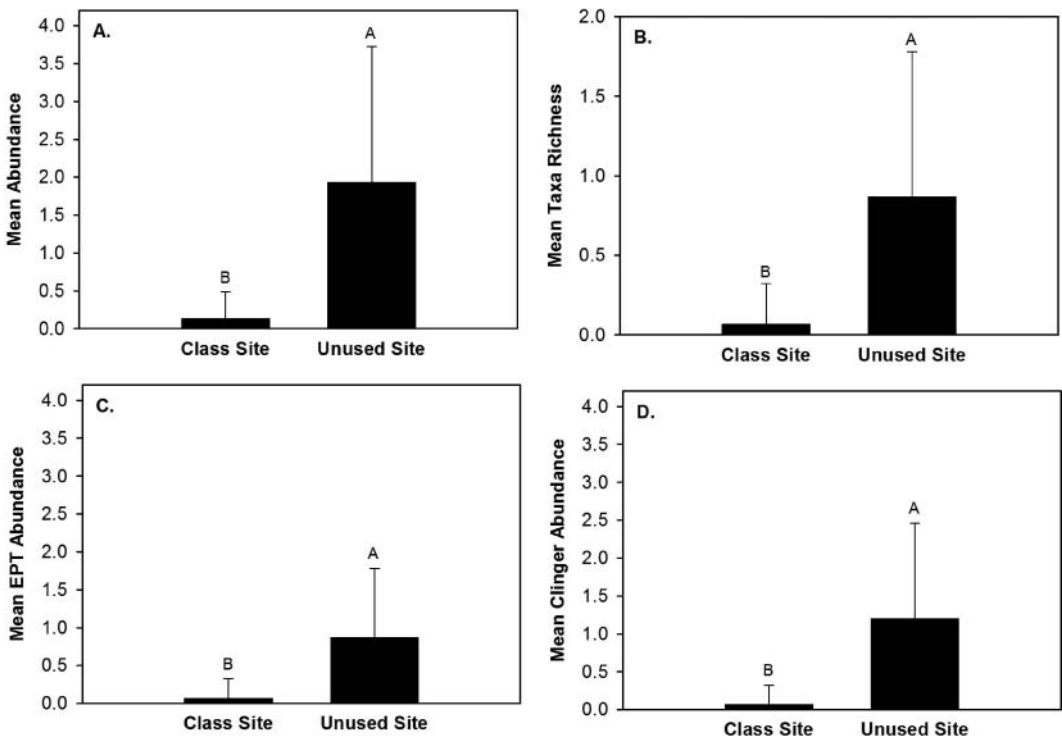 A.
Mean Abundance
4.0
3.5
3.0
2.5
2.0
1.5
1.0
0.5
0.0
B
A
Class Site
Unused Site
B.
Mean Taxa Richness
2.0
1.5
1.0
0.5
0.0
B
A
Class Site
Unused Site
C.
Mean EPT Abundance
4.0
3.5
3.0
2.5
2.0
1.5
1.0
0.5
0.0
B
A
Class Site
Unused Site
D.
Mean Clinger Abundance
4.0
3.5
3.0
2.5
2.0
1.5
1.0
0.5
0.0
B
A
Class Site
Unused Site